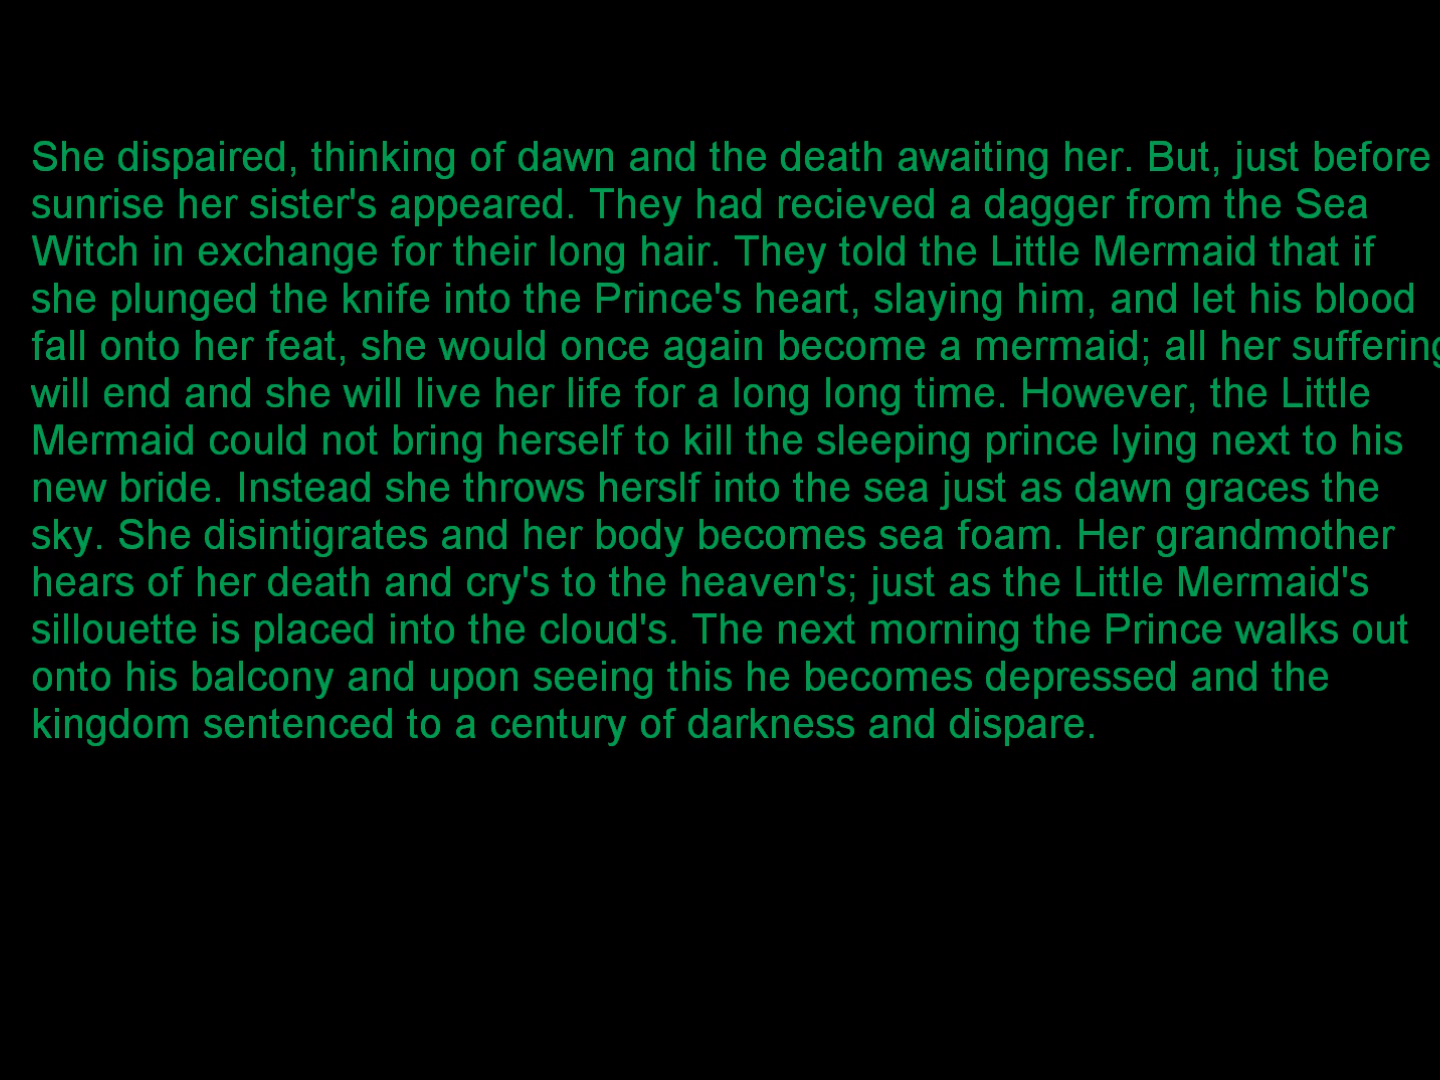 She dispaired, thinking of dawn and the death awaiting her. But, just before
sunrise her sister's appeared. They had recieved a dagger from the Sea
Witch in exchange for their long hair. They told the Little Mermaid that if
she plunged the knife into the Prince's heart, slaying him, and let his blood
fall onto her feat, she would once again become a mermaid; all her suffering
will end and she will live her life for a long long time. However, the Little
Mermaid could not bring herself to kill the sleeping prince lying next to his
new bride. Instead she throws herslf into the sea just as dawn graces the
sky. She disintigrates and her body becomes sea foam. Her grandmother
hears of her death and cry's to the heaven's; just as the Little Mermaid's
sillouette is placed into the cloud's. The next morning the Prince walks out
onto his balcony and upon seeing this he becomes depressed and the
kingdom sentenced to a century of darkness and dispare.